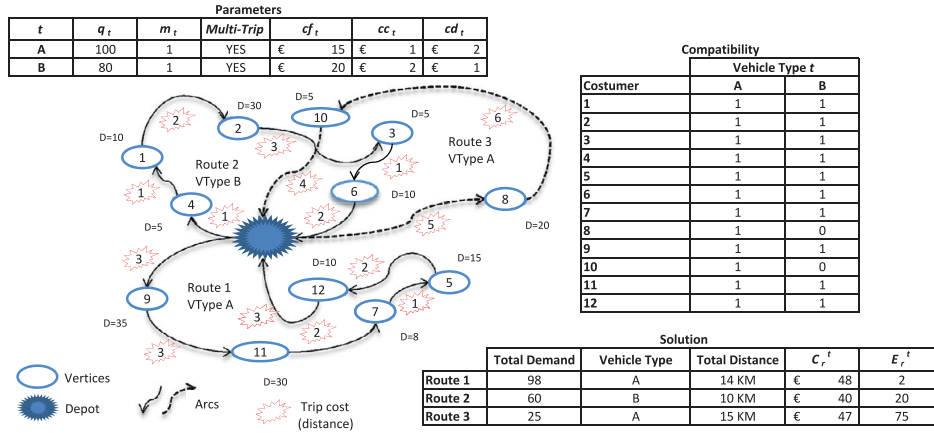 Parameters
t q t m t Multi-Trip cf t cc t cd t
A 100 1 YES € 15 € 1 € 2
B 80 1 YES € 20 € 2 € 1
Compatibility
Vehicle Type t
Costumer A B
1 1 1
2 1 1
3 1 1
4 1 1
5 1 1
6 1 1
7 1 1
8 1 0
9 1 1
10 1 0
11 1 1
12 1 1
D=5
D=30
10
D=5
6
2
2
3
Route 3
VType A
D=10
3
1
1
Route 2
VType B
4
6
D=10
8
1
4
1
2
5
D=20
D=5
3
D=10
2
D=15
9
Route 1
VType A
12
5
7
1
D=35
3
2
D=8
3
11
D=30
Vertices
Depot
Arcs
Trip cost
(distance)
Solution
Total Demand Vehicle Type Total Distance C r t E r t
Route 1 98 A 14 KM € 48 2
Route 2 60 B 10 KM € 40 20
Route 3 25 A 15 KM € 47 75